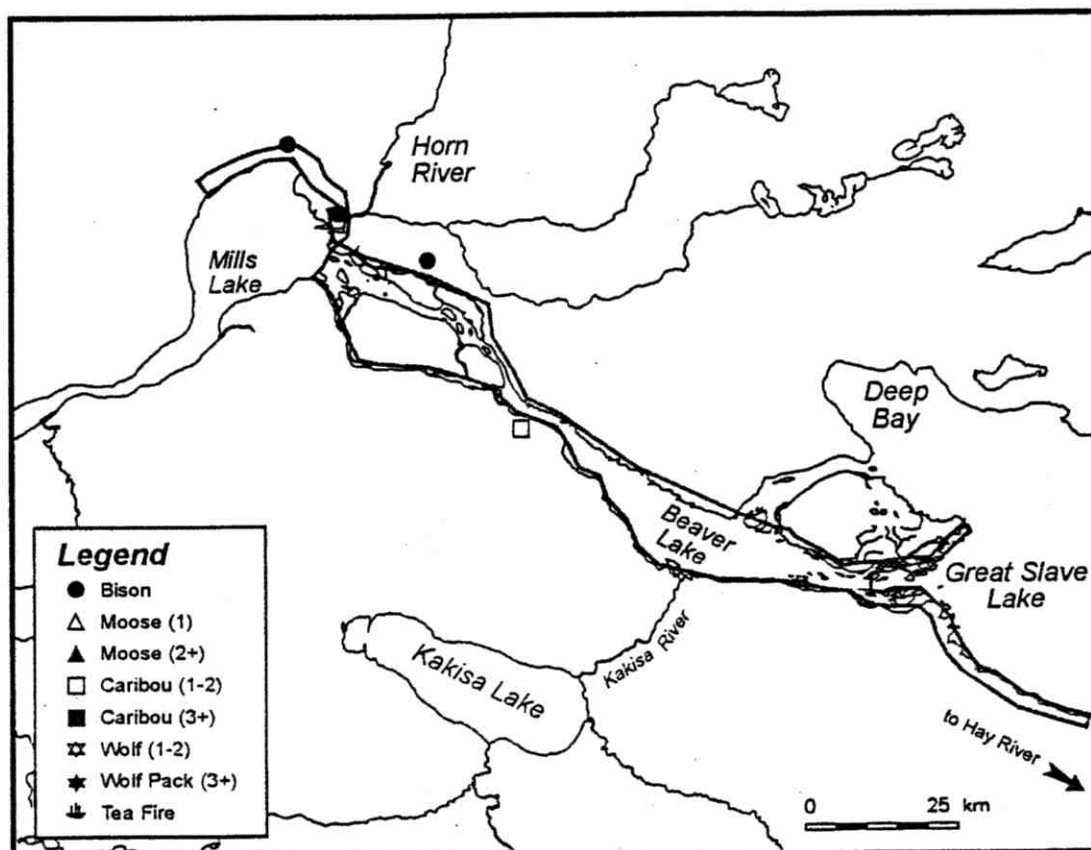 Horn
River
Mills
Lake
Deep
Bay
Beaver
Lake
Great Slave
Lake
Kakisa Lake
Kakisa River
to Hay River
Legend
Bison
Moose (1)
Moose (2+)
Caribou (1-2)
Caribou (3+)
Wolf (1-2)
Wolf Pack (3+)
Tea Fire
0 25 km